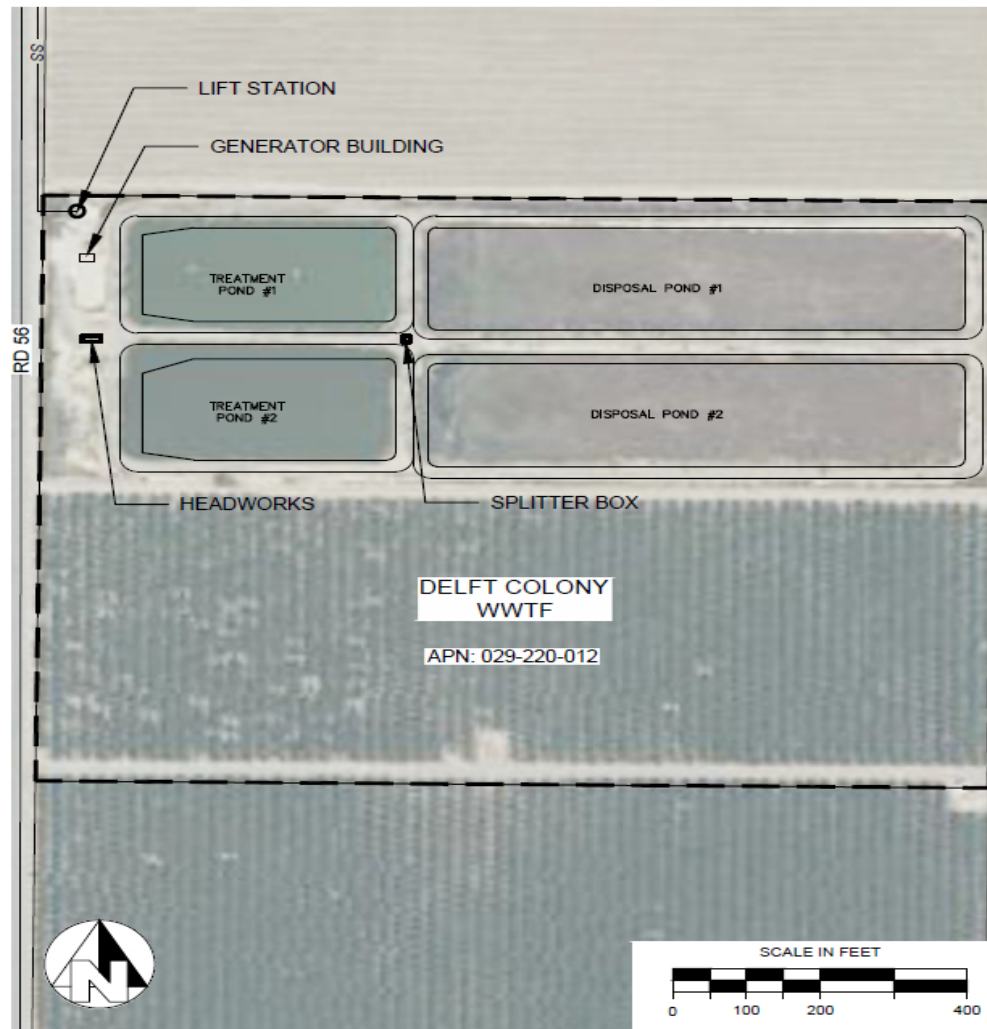 SS
LIFT STATION
GENERATOR BUILDING
TREATMENT
POND #1
DISPOSAL POND #1
RD 56
TREATMENT
POND #2
DISPOSAL POND #2
HEADWORKS
SPLITTER BOX
DELFT COLONY
WWTF
APN: 029-220-012
N
SCALE IN FEET
0 100 200 400